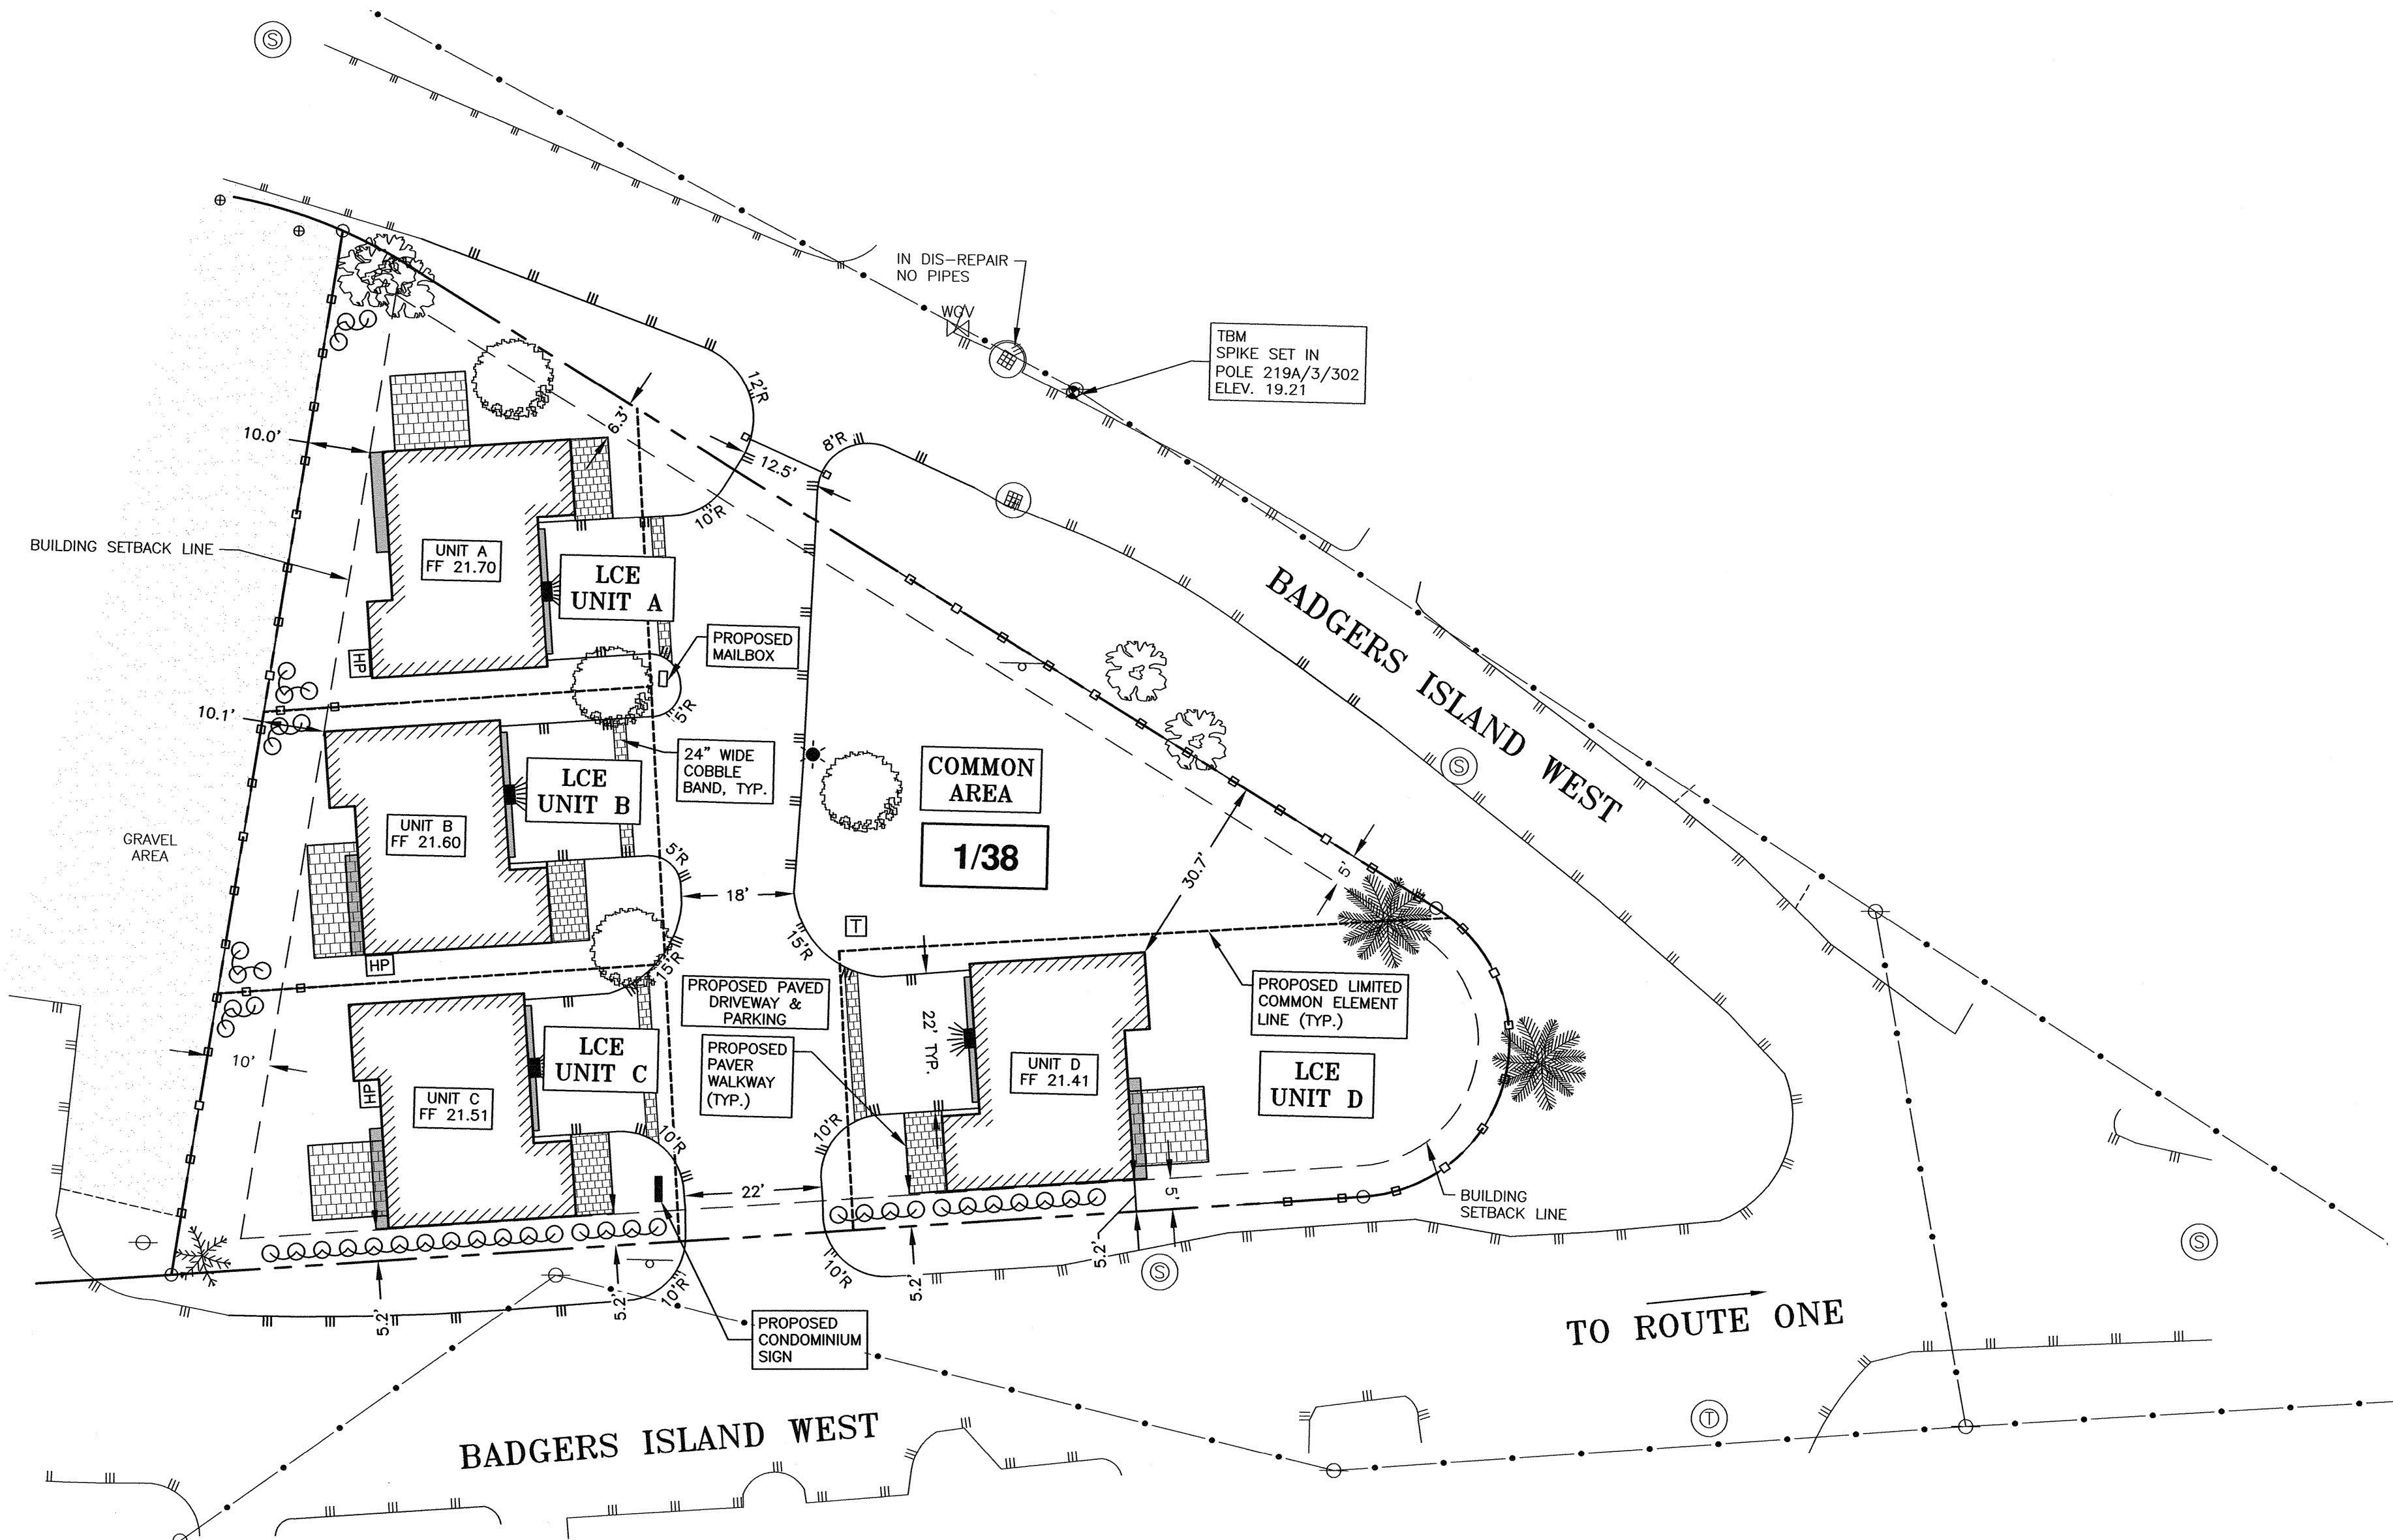 S
IN DIS-REPAIR
NO PIPES
WGV
TBM
SPIKE SET IN
POLE 219A/3/302
ELEV. 19.21
12'R
6.3'
10.0'
8'R
12.5'
10'R
BUILDING SETBACK LINE
UNIT A
FF 21.70
LCE
UNIT A
BADGERS ISLAND WEST
PROPOSED
MAILBOX
HP
10.1'
5'R
24" WIDE
COBBLE
BAND, TYP.
COMMON
AREA
S
LCE
UNIT B
UNIT B
FF 21.60
GRAVEL
AREA
1/38
5'R
30.7'
5'
18'
T
15'R
15'R
HP
PROPOSED PAVED
DRIVEWAY &
PARKING
PROPOSED LIMITED
COMMON ELEMENT
LINE (TYP.)
22' TYP.
10'
LCE
UNIT C
PROPOSED
PAVER
WALKWAY
(TYP.)
UNIT D
FF 21.41
LCE
UNIT D
HP
UNIT C
FF 21.51
10'R
10'R
22'
5'
BUILDING
SETBACK LINE
5.2'
S
S
10'R
10'R
5.2'
5.2'
5.2'
PROPOSED
CONDOMINIUM
SIGN
TO ROUTE ONE
T
BADGERS ISLAND WEST